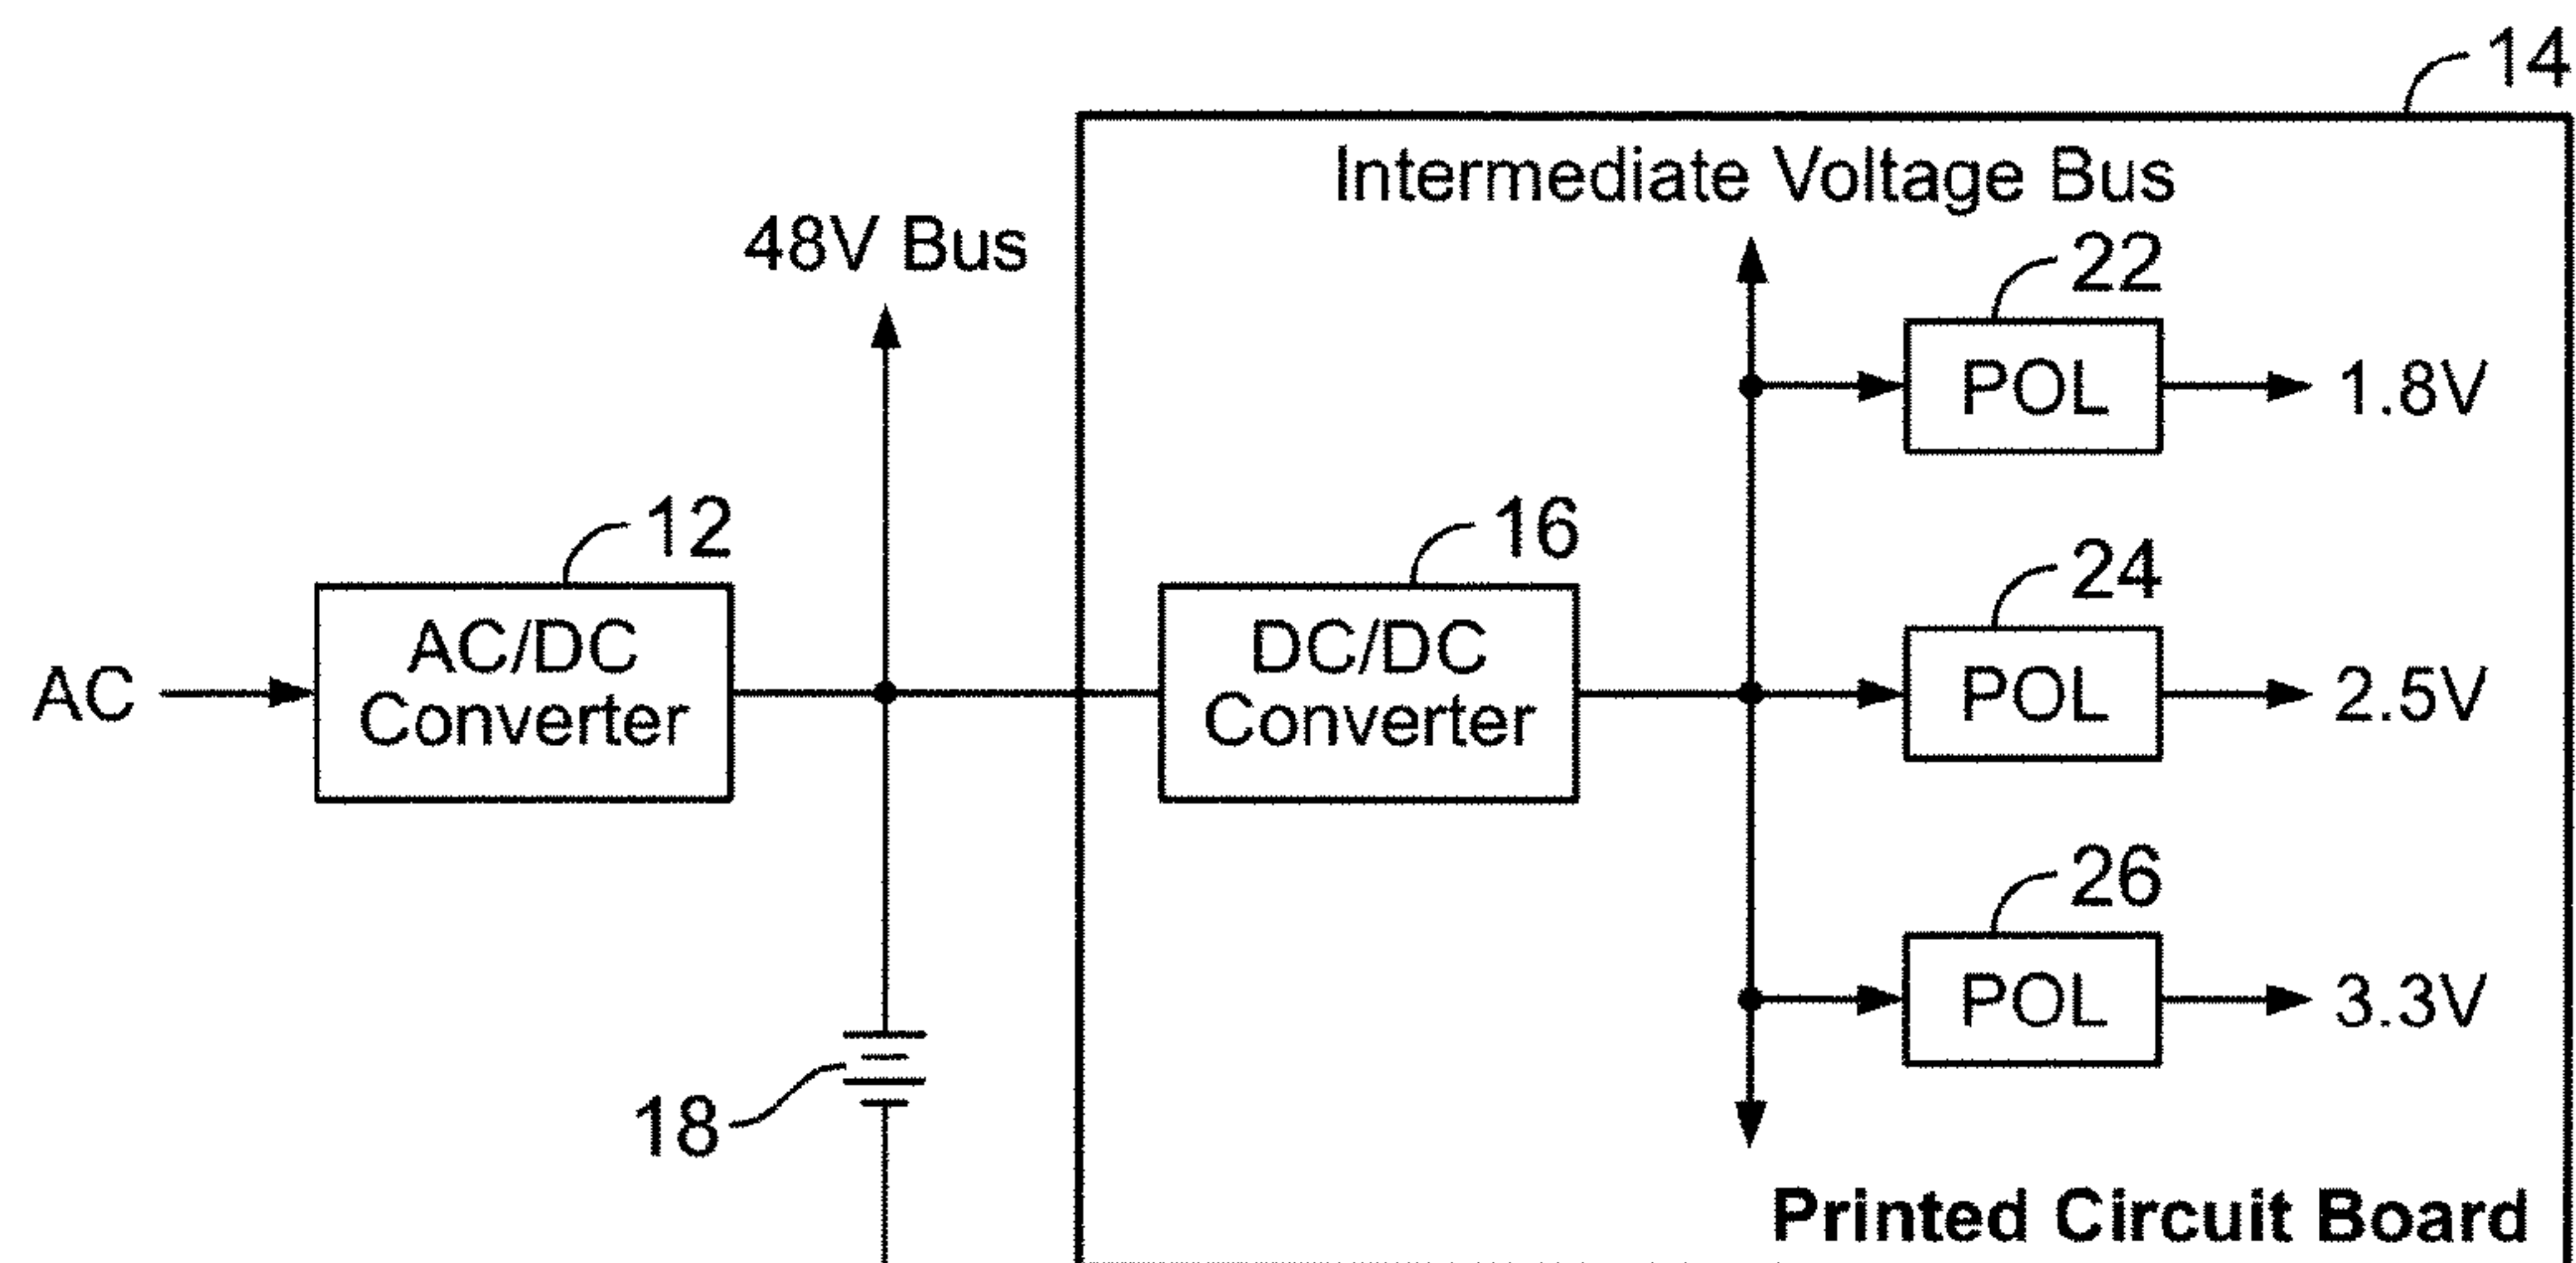 14
Intermediate Voltage Bus
48V Bus
22
POL
1.8V
12
16
24
AC
AC/DC
Converter
DC/DC
Converter
POL
2.5V
26
POL
3.3V
18
Printed Circuit Board